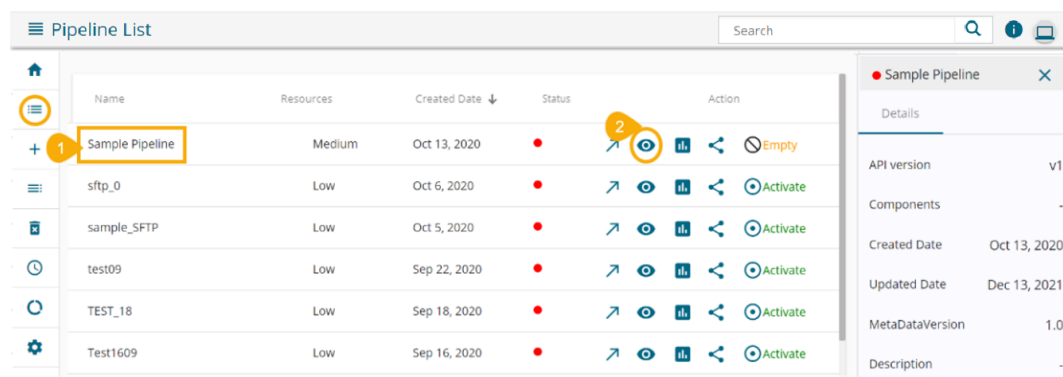 Pipeline List
Search
Name Resources Created Date Status Action
1 Sample Pipeline Medium Oct 13, 2020 2 Empty
sftp_0 Low Oct 6, 2020 Activate
sample_SFTP Low Oct 5, 2020 Activate
test09 Low Sep 22, 2020 Activate
TEST_18 Low Sep 18, 2020 Activate
Test1609 Low Sep 16, 2020 Activate
Sample Pipeline
Details
API version v1
Components -
Created Date Oct 13, 2020
Updated Date Dec 13, 2021
MetaDataVersion 1.0
Description -